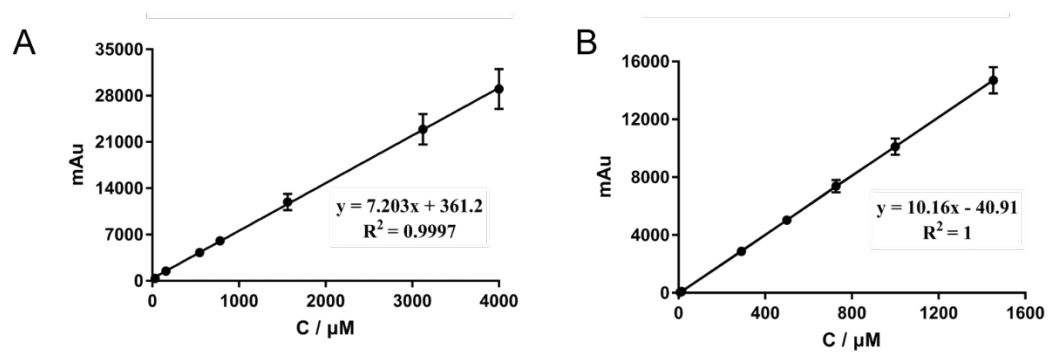 A
B
35000
28000
21000
14000
7000
0
mAu
y = 7.203x + 361.2
R² = 0.9997
0 1000 2000 3000 4000
C / μM
16000
12000
8000
4000
0
mAu
y = 10.16x - 40.91
R² = 1
0 400 800 1200 1600
C / μM